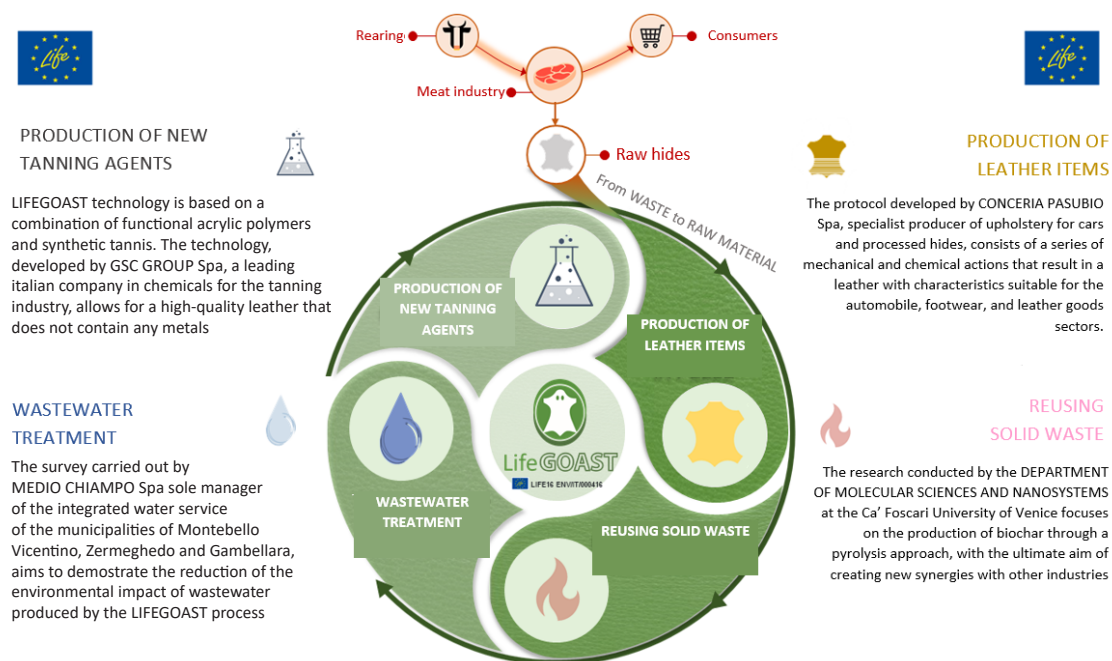 Rearing
Consumers
Meat industry
Raw hides
From WASTE to RAW MATERIAL
Life
Life
PRODUCTION OF NEW
TANNING AGENTS
LIFEGOAST technology is based on a
combination of functional acrylic polymers
and synthetic tannis. The technology,
developed by GSC GROUP Spa, a leading
italian company in chemicals for the tanning
industry, allows for a high-quality leather that
does not contain any metals
WASTEWATER
TREATMENT
The survey carried out by
MEDIO CHIAMPO Spa sole manager
of the integrated water service
of the municipalities of Montebello
Vicentino, Zermeghedo and Gambellara,
aims to demostrate the reduction of the
environmental impact of wastewater
produced by the LIFEGOAST process
PRODUCTION OF
NEW TANNING
AGENTS
PRODUCTION OF
LEATHER ITEMS
LifeGOAST
LIFE16 ENV/IT/000416
WASTEWATER
TREATMENT
REUSING SOLID WASTE
PRODUCTION OF
LEATHER ITEMS
The protocol developed by CONCERIA PASUBIO
Spa, specialist producer of upholstery for cars
and processed hides, consists of a series of
mechanical and chemical actions that result in a
leather with characteristics suitable for the
automobile, footwear, and leather goods
sectors.
REUSING
SOLID WASTE
The research conducted by the DEPARTMENT
OF MOLECULAR SCIENCES AND NANOSYSTEMS
at the Ca' Foscari University of Venice focuses
on the production of biochar through a
pyrolysis approach, with the ultimate aim of
creating new synergies with other industries